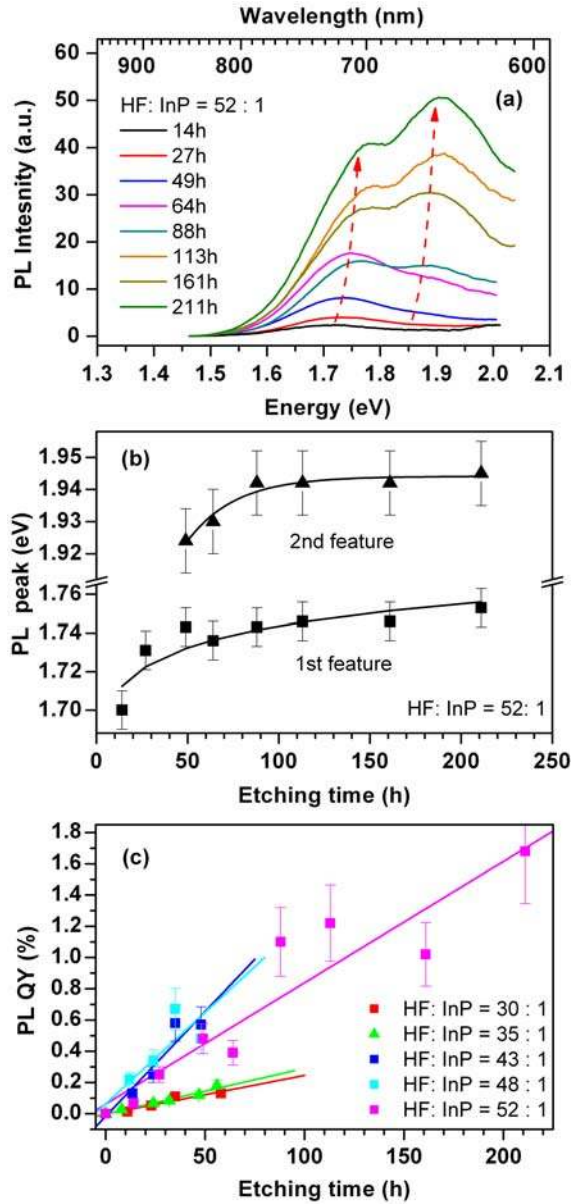 Wavelength (nm)
900 800 700 600
60
50
40
30
20
10
0
PL Intesnity (a.u.)
(a)
HF: InP = 52 : 1
14h
27h
49h
64h
88h
113h
161h
211h
1.3 1.4 1.5 1.6 1.7 1.8 1.9 2.0 2.1
Energy (eV)
(b)
1.95
1.94
1.93
1.92
1.76
1.74
1.72
1.70
PL peak (eV)
2nd feature
1st feature
HF: InP = 52: 1
0 50 100 150 200 250
Etching time (h)
(c)
1.8
1.6
1.4
1.2
1.0
0.8
0.6
0.4
0.2
0.0
PL QY (%)
HF: InP = 30 : 1
HF: InP = 35 : 1
HF: InP = 43 : 1
HF: InP = 48 : 1
HF: InP = 52 : 1
0 50 100 150 200
Etching time (h)